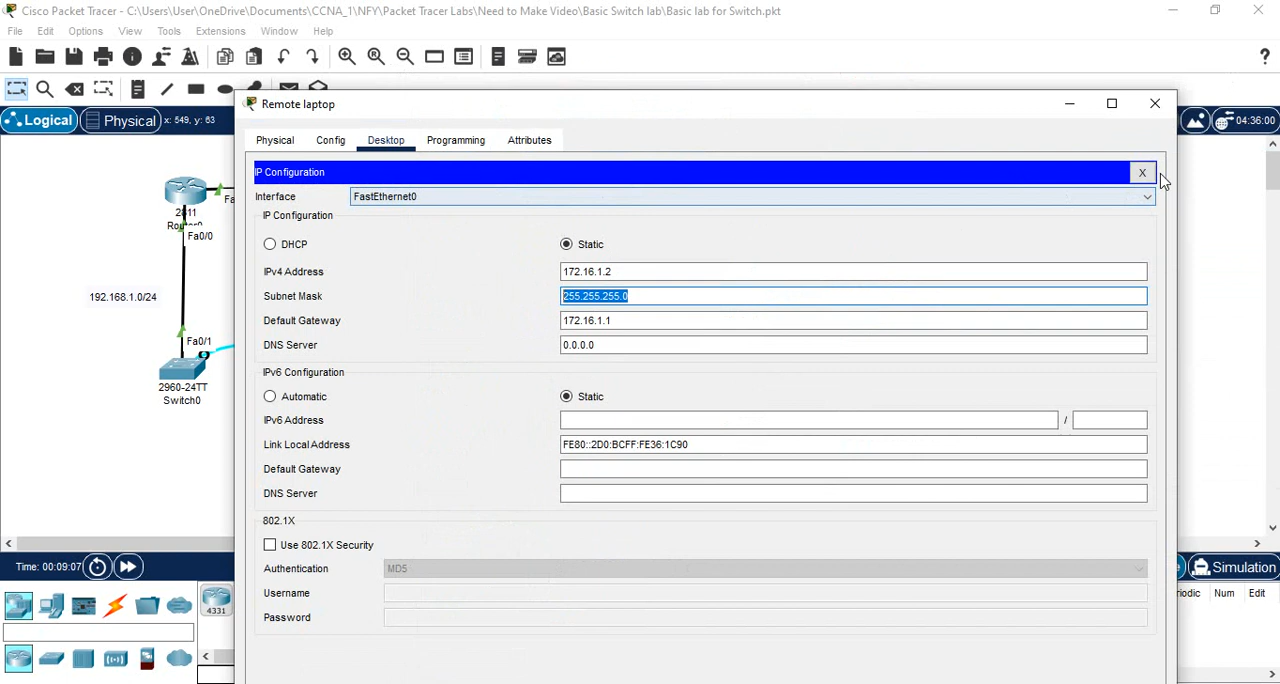 Cisco Packet Tracer - C:\Users\User\OneDrive\Documents\CCNA_1\NFY\Packet Tracer Labs\Need to Make Video\Basic Switch lab\Basic lab for Switch.pkt
File Edit Options View Tools Extensions Window Help
?
Remote laptop
Logical Physical x: 549, y: 63 04:36:00
Physical Config Desktop Programming Attributes
IP Configuration X
Interface FastEthernet0
IP Configuration
DHCP Static
IPv4 Address 172.16.1.2
Subnet Mask 255.255.255.0
Default Gateway 172.16.1.1
DNS Server 0.0.0.0
IPv6 Configuration
Automatic Static
IPv6 Address /
Link Local Address FE80::2D0:BCFF:FE36:1C90
Default Gateway
DNS Server
802.1X
Use 802.1X Security
Authentication MD5
Username
Password
Fa
2811
Fa0/0
192.168.1.0/24
Fa0/1
2960-24TT
Switch0
Time: 00:09:07 Simulation
4331
Num Edit